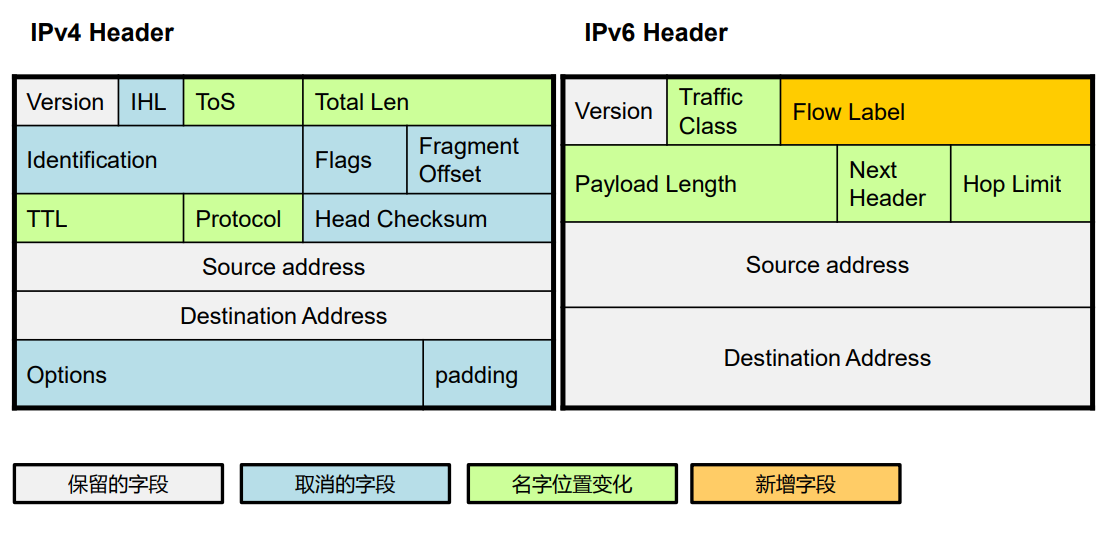 IPv4 Header
IPv6 Header
Version
IHL
ToS
Total Len
Identification
Flags
Fragment
Offset
TTL
Protocol
Head Checksum
Source address
Destination Address
Options
padding
Version
Traffic
Class
Flow Label
Payload Length
Next
Header
Hop Limit
Source address
Destination Address
保留的字段
取消的字段
名字位置变化
新增字段